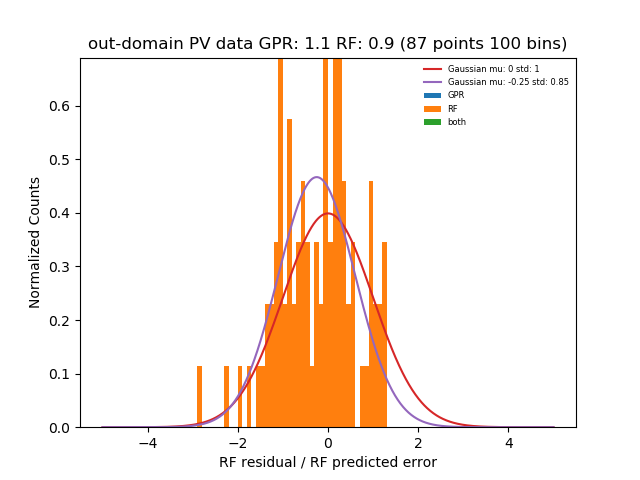 out-domain PV data GPR: 1.1 RF: 0.9 (87 points 100 bins)
Gaussian mu: 0 std: 1
Gaussian mu: -0.25 std: 0.85
GPR
RF
both
Normalized Counts
0.6
0.5
0.4
0.3
0.2
0.1
0.0
−4 −2 0 2 4
RF residual / RF predicted error